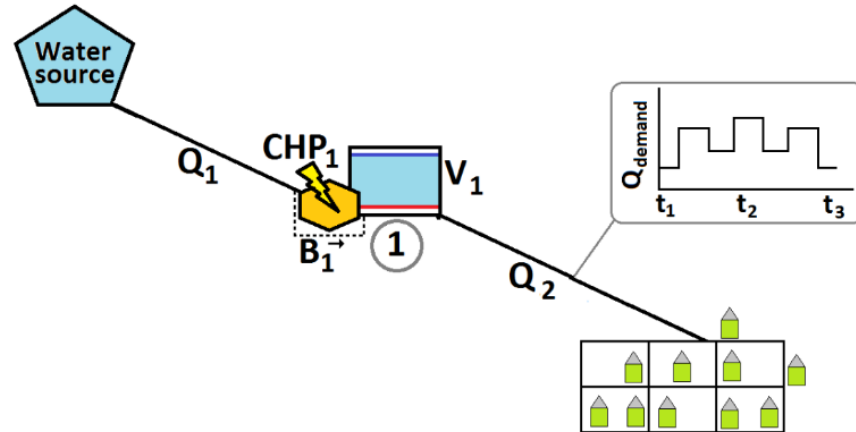 Water
source
Q1
CHP1
V1
B1→
1
Q2
Qdemand
t1 t2 t3